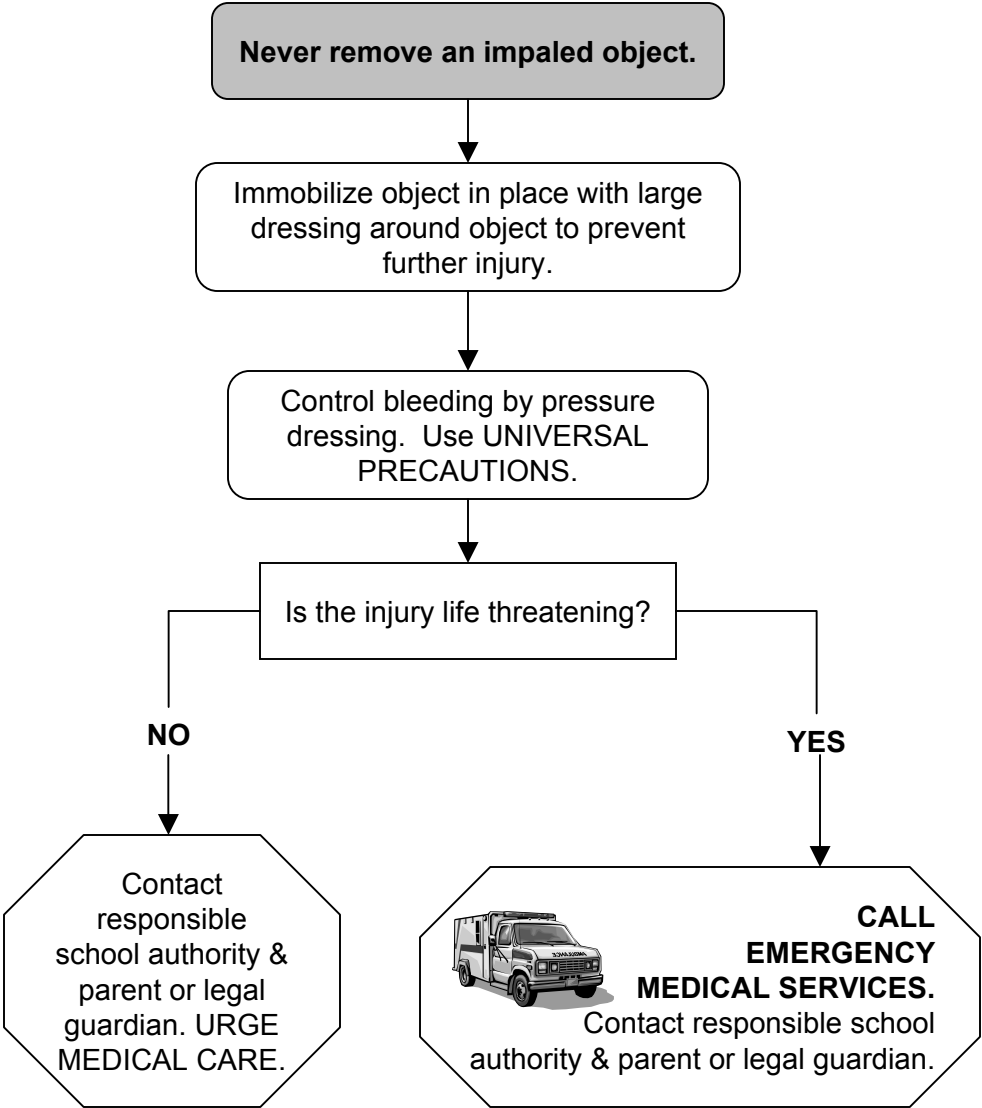 Never remove an impaled object.
Immobilize object in place with large
dressing around object to prevent
further injury.
Control bleeding by pressure
dressing.  Use UNIVERSAL
PRECAUTIONS.
Is the injury life threatening?
NO
YES
Contact
responsible
school authority &
parent or legal
guardian. URGE
MEDICAL CARE.
CALL
EMERGENCY
MEDICAL SERVICES.
Contact responsible school
authority & parent or legal guardian.